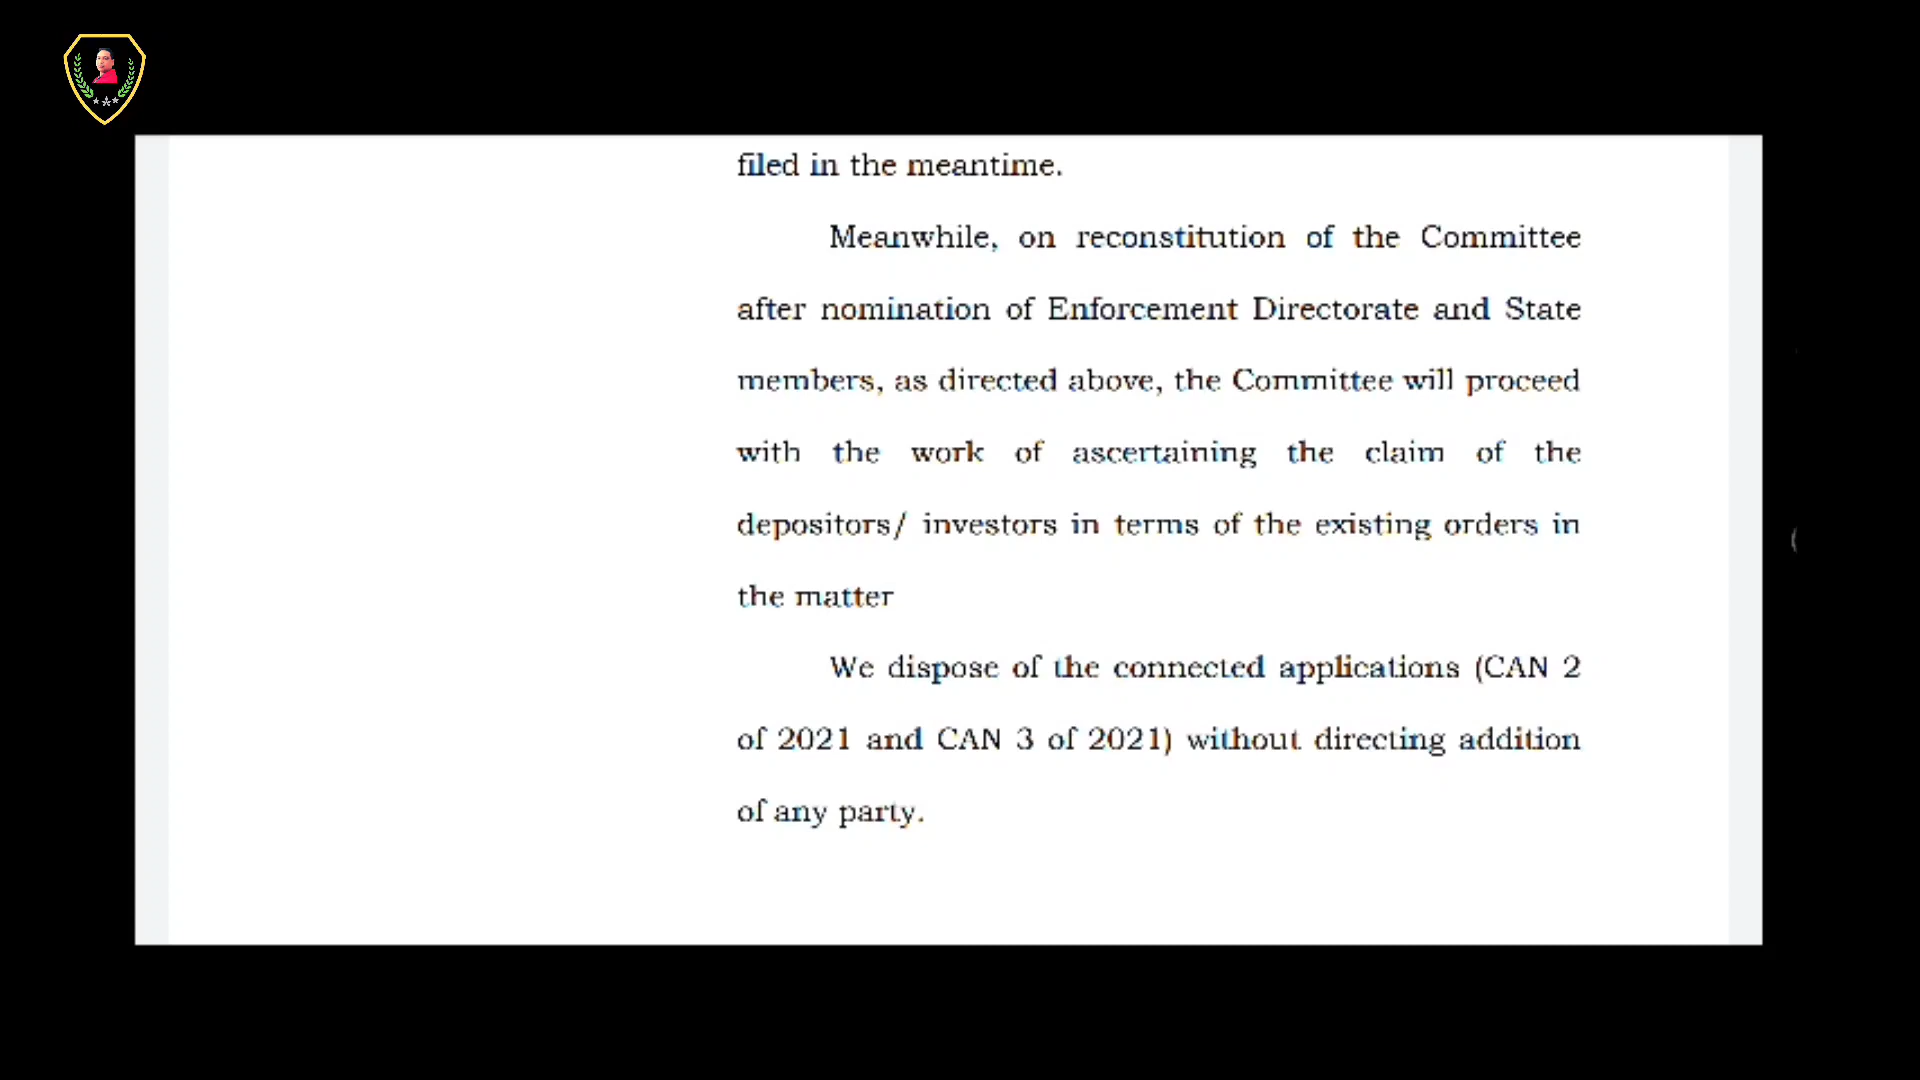 filed in the meantime.
Meanwhile, on reconstitution of the Committee
after nomination of Enforcement Directorate and State
members, as directed above, the Committee will proceed
with the work of ascertaining the claim of the
depositors/ investors in terms of the existing orders in
the matter
We dispose of the connected applications (CAN 2
of 2021 and CAN 3 of 2021) without directing addition
of any party.